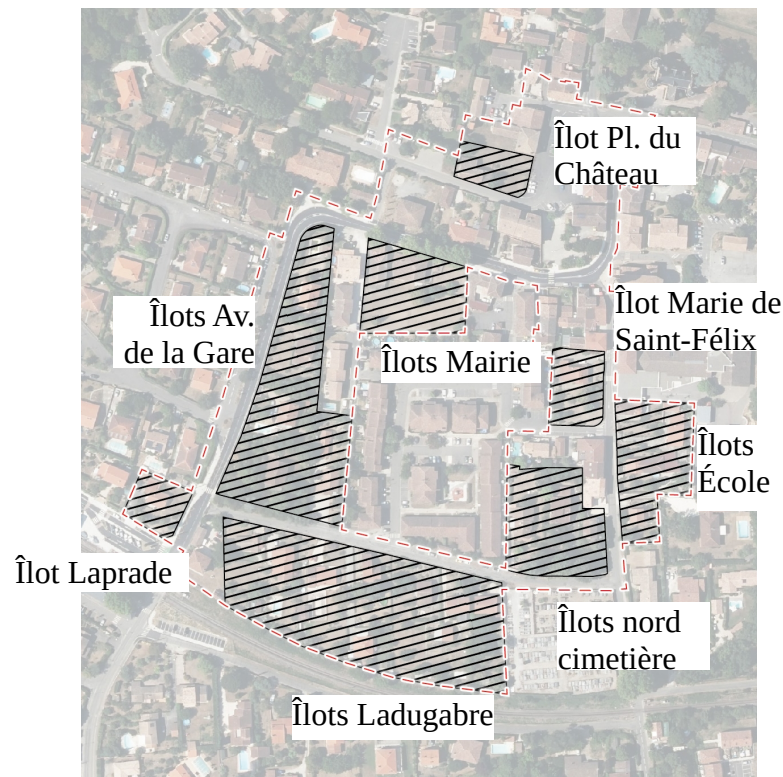 Îlot Pl. du
Château
Îlots Av.
de la Gare
Îlot Marie de
Saint-Félix
Îlots Mairie
Îlots
École
Îlot Laprade
Îlots nord
cimetière
Îlots Ladugabre